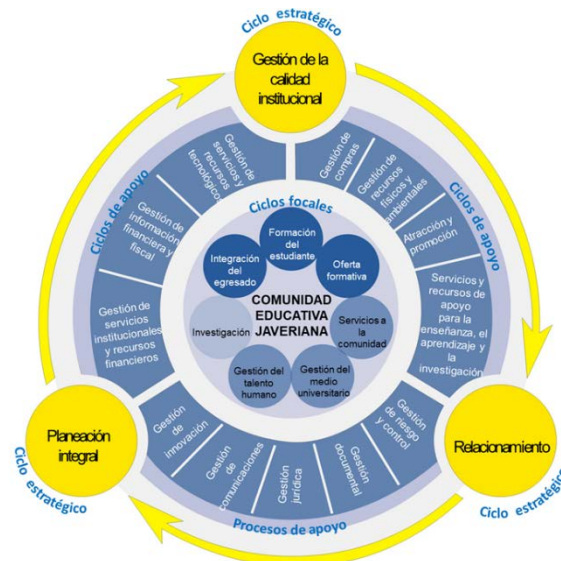 Ciclo estratégico
Gestión de la
calidad
institucional
Ciclos de apoyo
Gestión de
servicios y
recursos
tecnológicos
Gestión de
compras
Gestión de
recursos
físicos y
ambientales
Ciclos de apoyo
Gestión de
información
financiera y
fiscal
Atracción y
promoción
Gestión de
servicios
institucionales
y recursos
financieros
Servicios y
recursos
de apoyo
para la
enseñanza, el
aprendizaje y
la
investigación
Ciclos focales
Formación
del
estudiante
Integración
del
egresado
Oferta
formativa
COMUNIDAD
EDUCATIVA
JAVERIANA
Investigación
Servicios a
la
comunidad
Gestión del
talento
humano
Gestión del
medio
universitario
Planeación
integral
Ciclo estratégico
Gestión
de
innovación
Gestión
de
comunicaciones
Gestión
jurídica
Gestión
documental
Gestión
de riesgo
y control
Relacionamiento
Ciclo estratégico
Procesos de apoyo